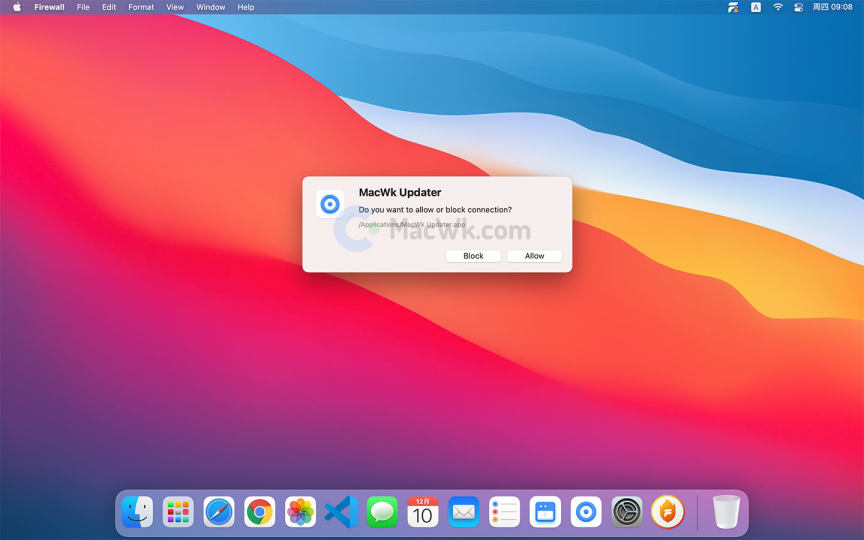 Firewall File Edit Format View Window Help A 周四 09:08
MacWk Updater
Do you want to allow or block connection?
/Applications/MacWk Updater.app
MacWk.com
Block Allow
12月
10